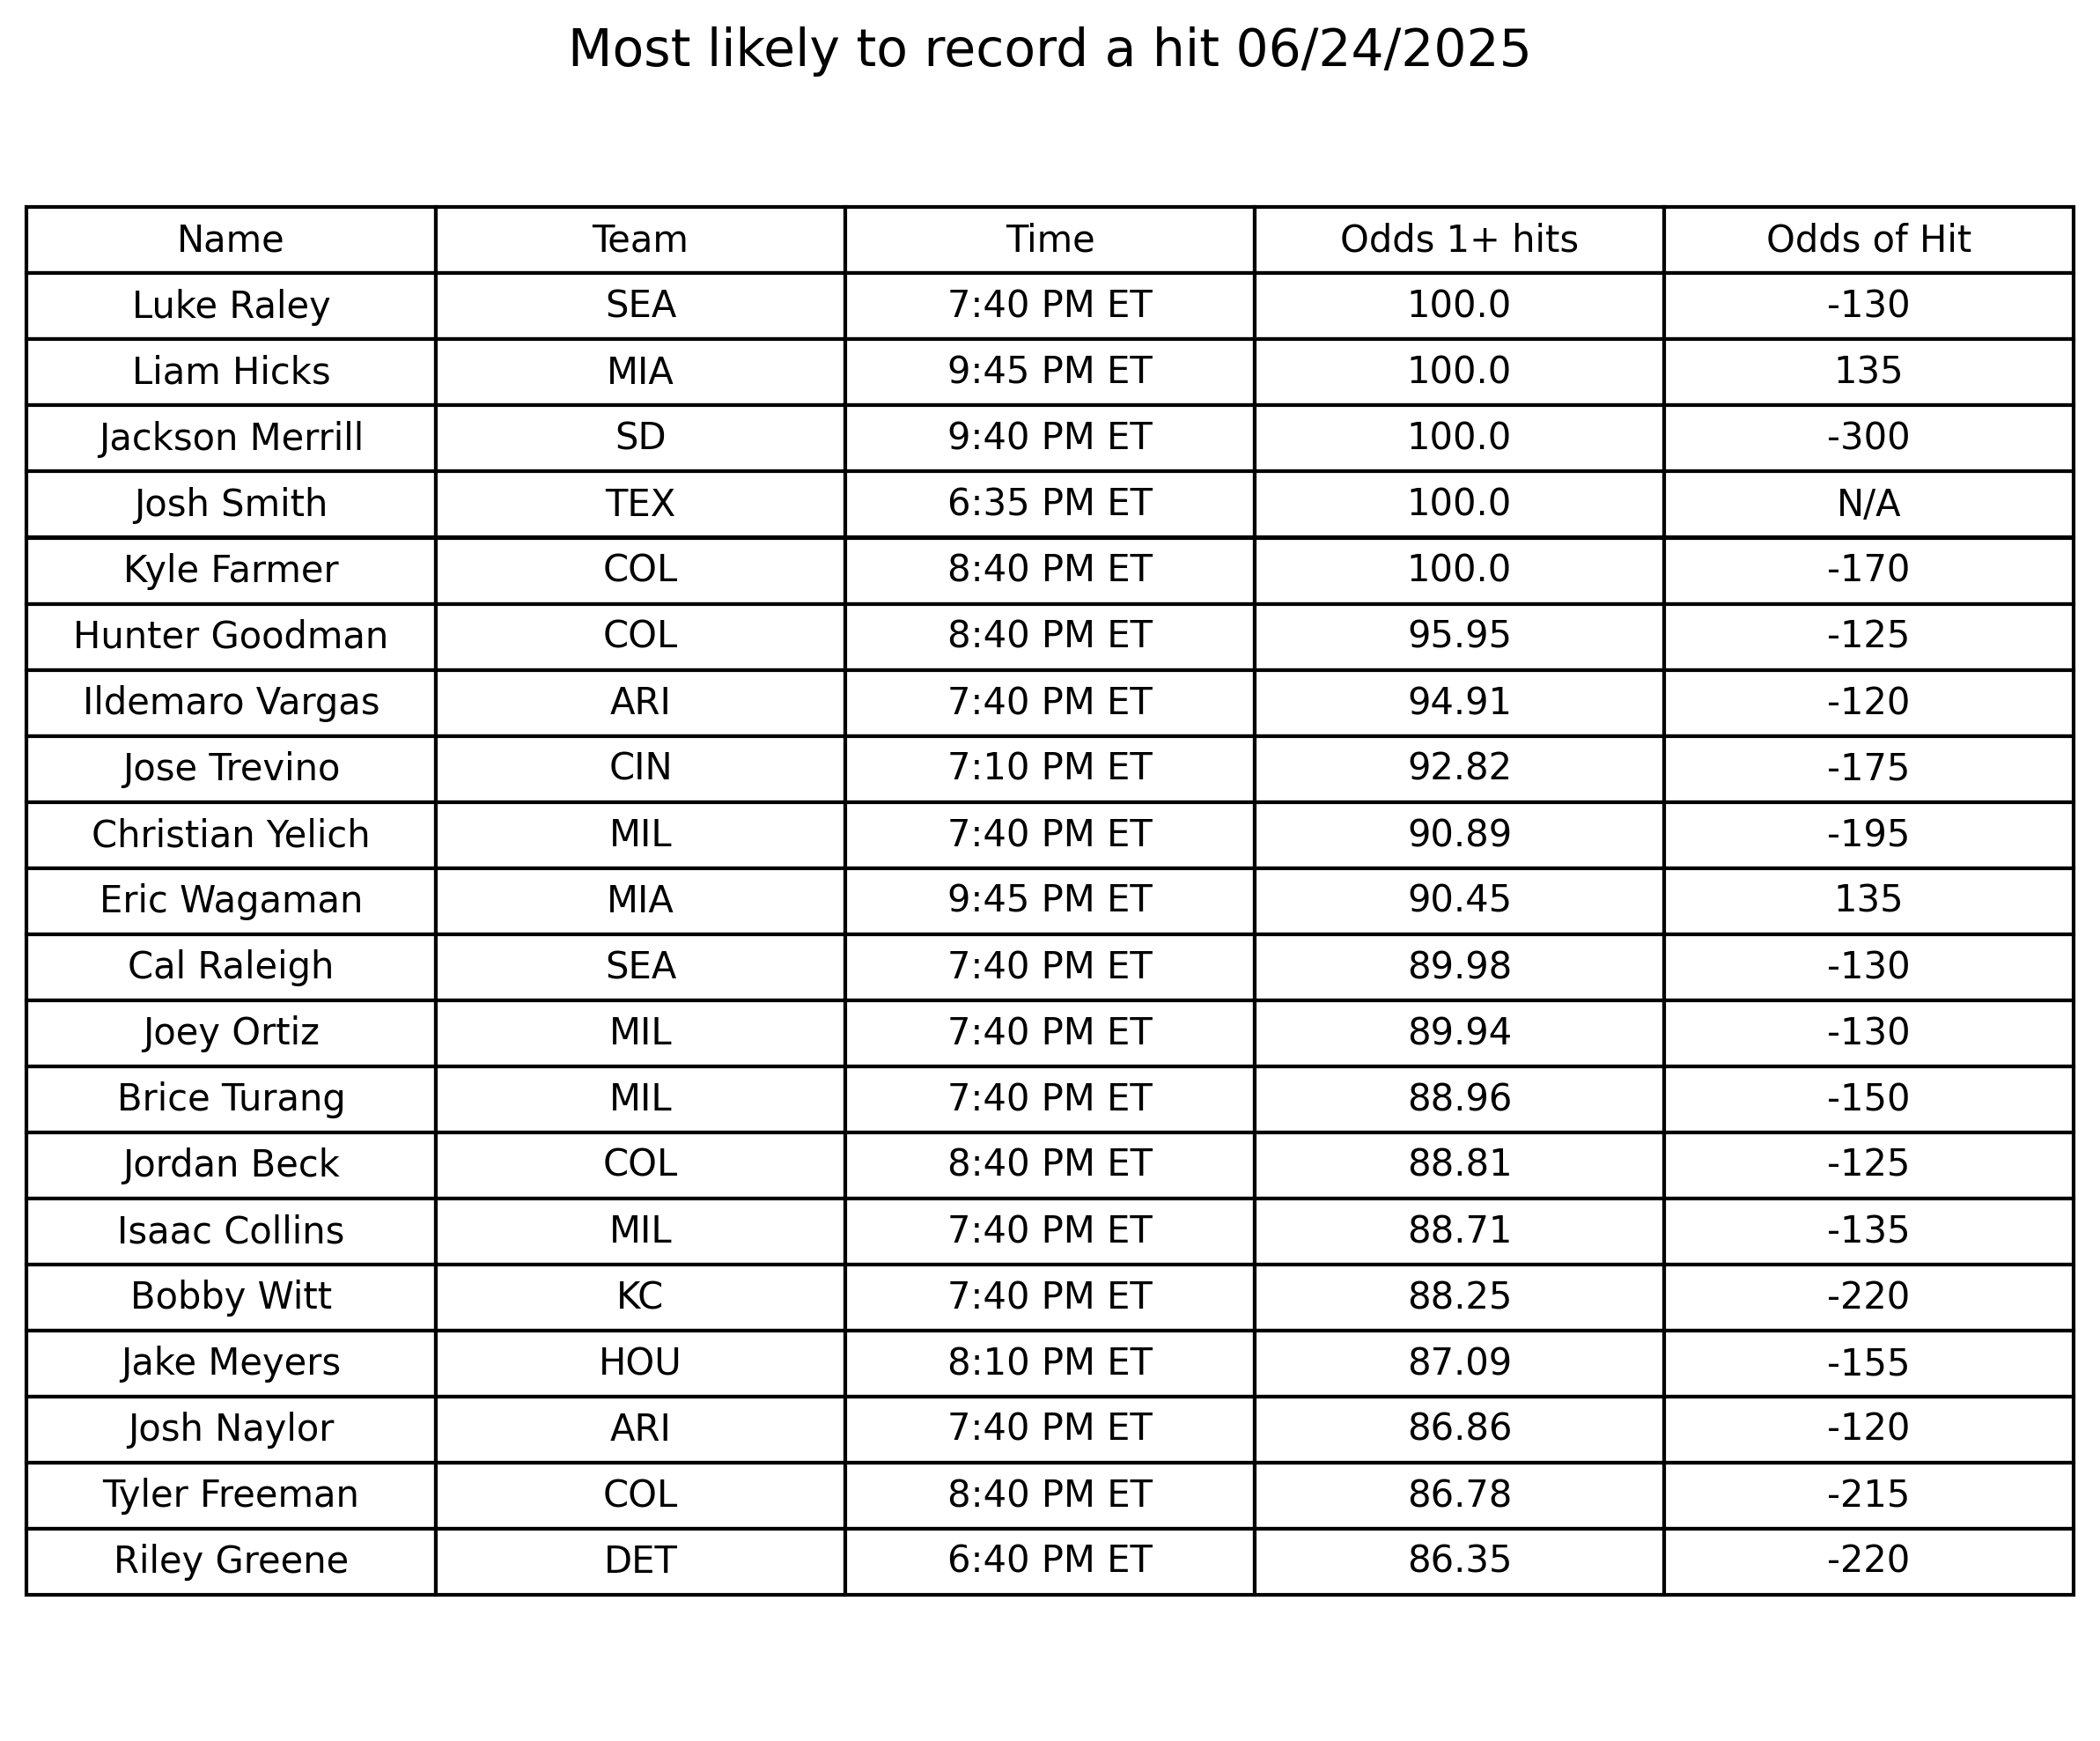 Most likely to record a hit 06/24/2025
Name Team Time Odds 1+ hits Odds of Hit
Luke Raley SEA 7:40 PM ET 100.0 -130
Liam Hicks MIA 9:45 PM ET 100.0 135
Jackson Merrill SD 9:40 PM ET 100.0 -300
Josh Smith TEX 6:35 PM ET 100.0 N/A
Kyle Farmer COL 8:40 PM ET 100.0 -170
Hunter Goodman COL 8:40 PM ET 95.95 -125
Ildemaro Vargas ARI 7:40 PM ET 94.91 -120
Jose Trevino CIN 7:10 PM ET 92.82 -175
Christian Yelich MIL 7:40 PM ET 90.89 -195
Eric Wagaman MIA 9:45 PM ET 90.45 135
Cal Raleigh SEA 7:40 PM ET 89.98 -130
Joey Ortiz MIL 7:40 PM ET 89.94 -130
Brice Turang MIL 7:40 PM ET 88.96 -150
Jordan Beck COL 8:40 PM ET 88.81 -125
Isaac Collins MIL 7:40 PM ET 88.71 -135
Bobby Witt KC 7:40 PM ET 88.25 -220
Jake Meyers HOU 8:10 PM ET 87.09 -155
Josh Naylor ARI 7:40 PM ET 86.86 -120
Tyler Freeman COL 8:40 PM ET 86.78 -215
Riley Greene DET 6:40 PM ET 86.35 -220